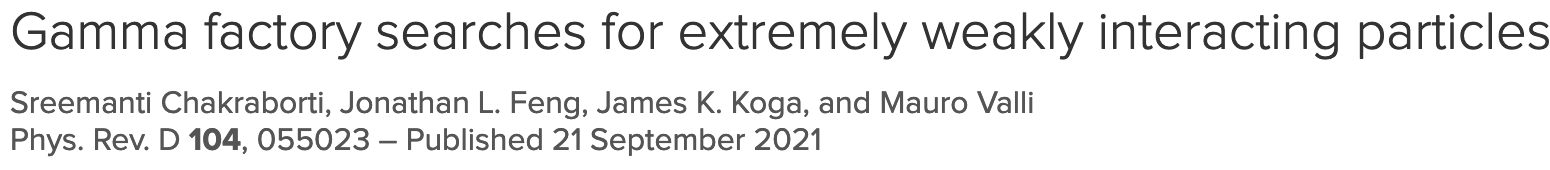 Gamma factory searches for extremely weakly interacting particles
Sreemanti Chakraborti, Jonathan L. Feng, James K. Koga, and Mauro Valli
Phys. Rev. D 104, 055023 – Published 21 September 2021